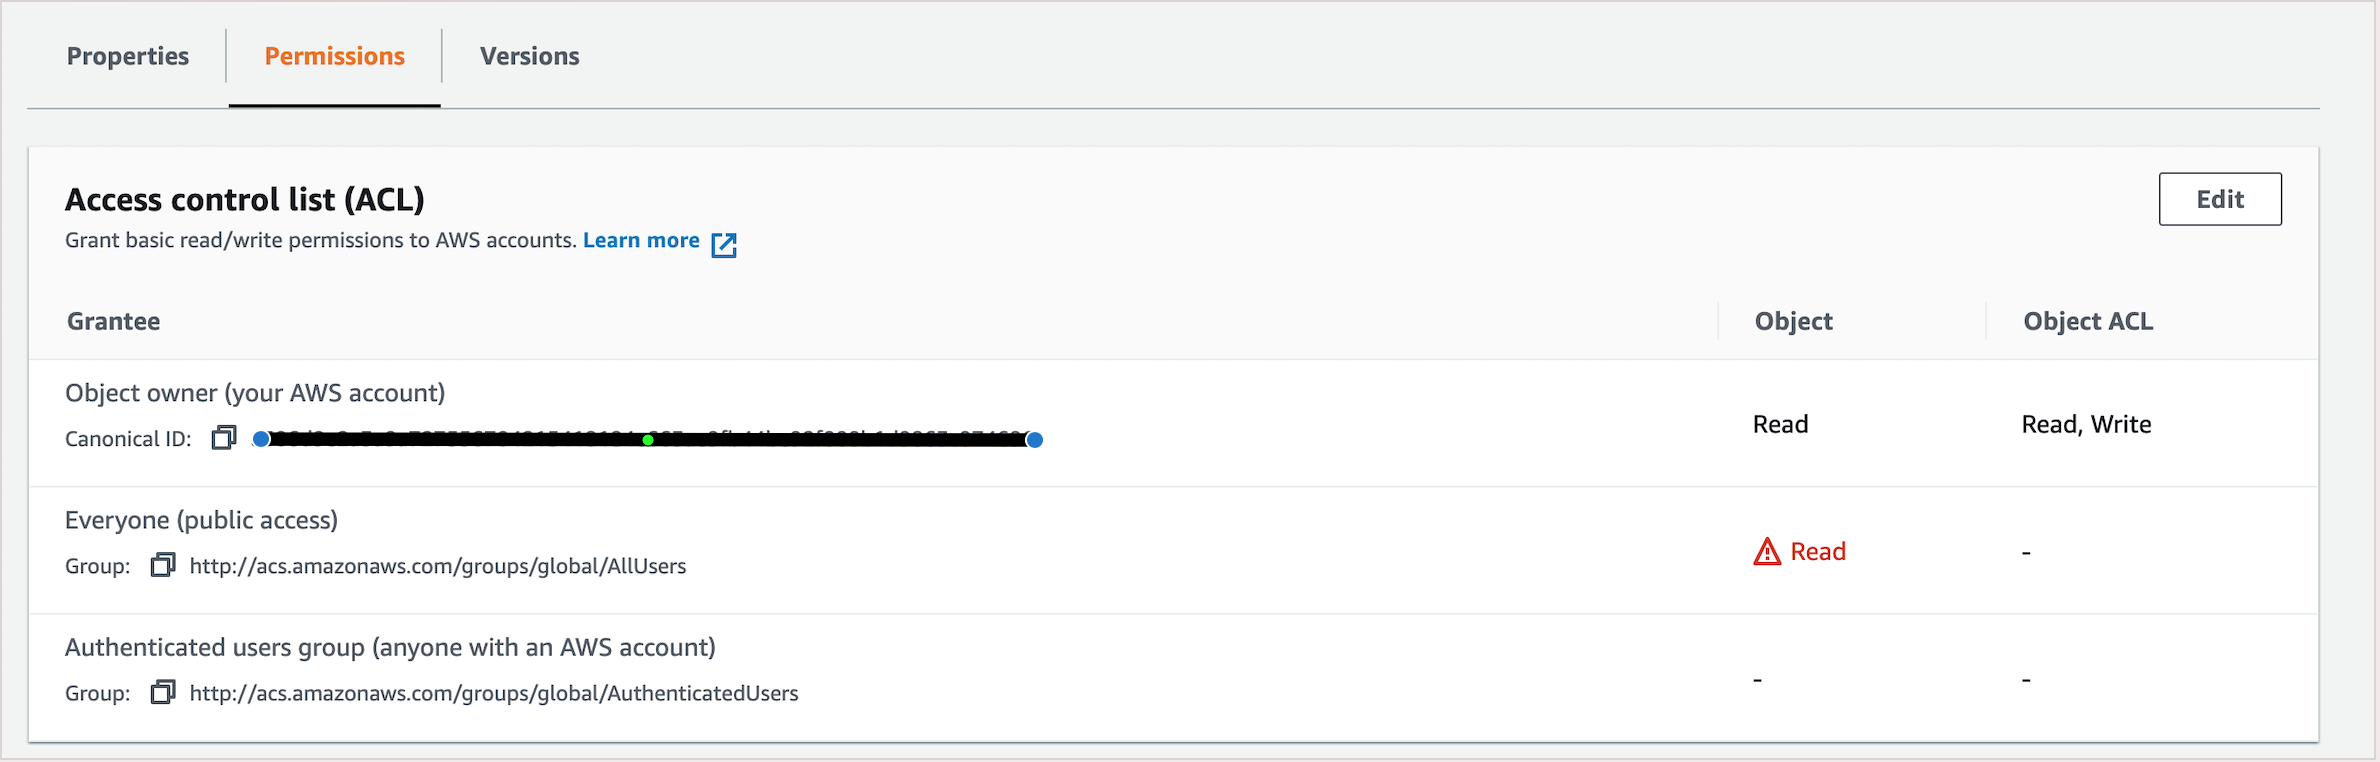 Properties
Permissions
Versions
Access control list (ACL)
Edit
Grant basic read/write permissions to AWS accounts. Learn more
Grantee
Object
Object ACL
Object owner (your AWS account)
Canonical ID:
Read
Read, Write
Everyone (public access)
Group: http://acs.amazonaws.com/groups/global/AllUsers
Read
-
Authenticated users group (anyone with an AWS account)
Group: http://acs.amazonaws.com/groups/global/AuthenticatedUsers
-
-